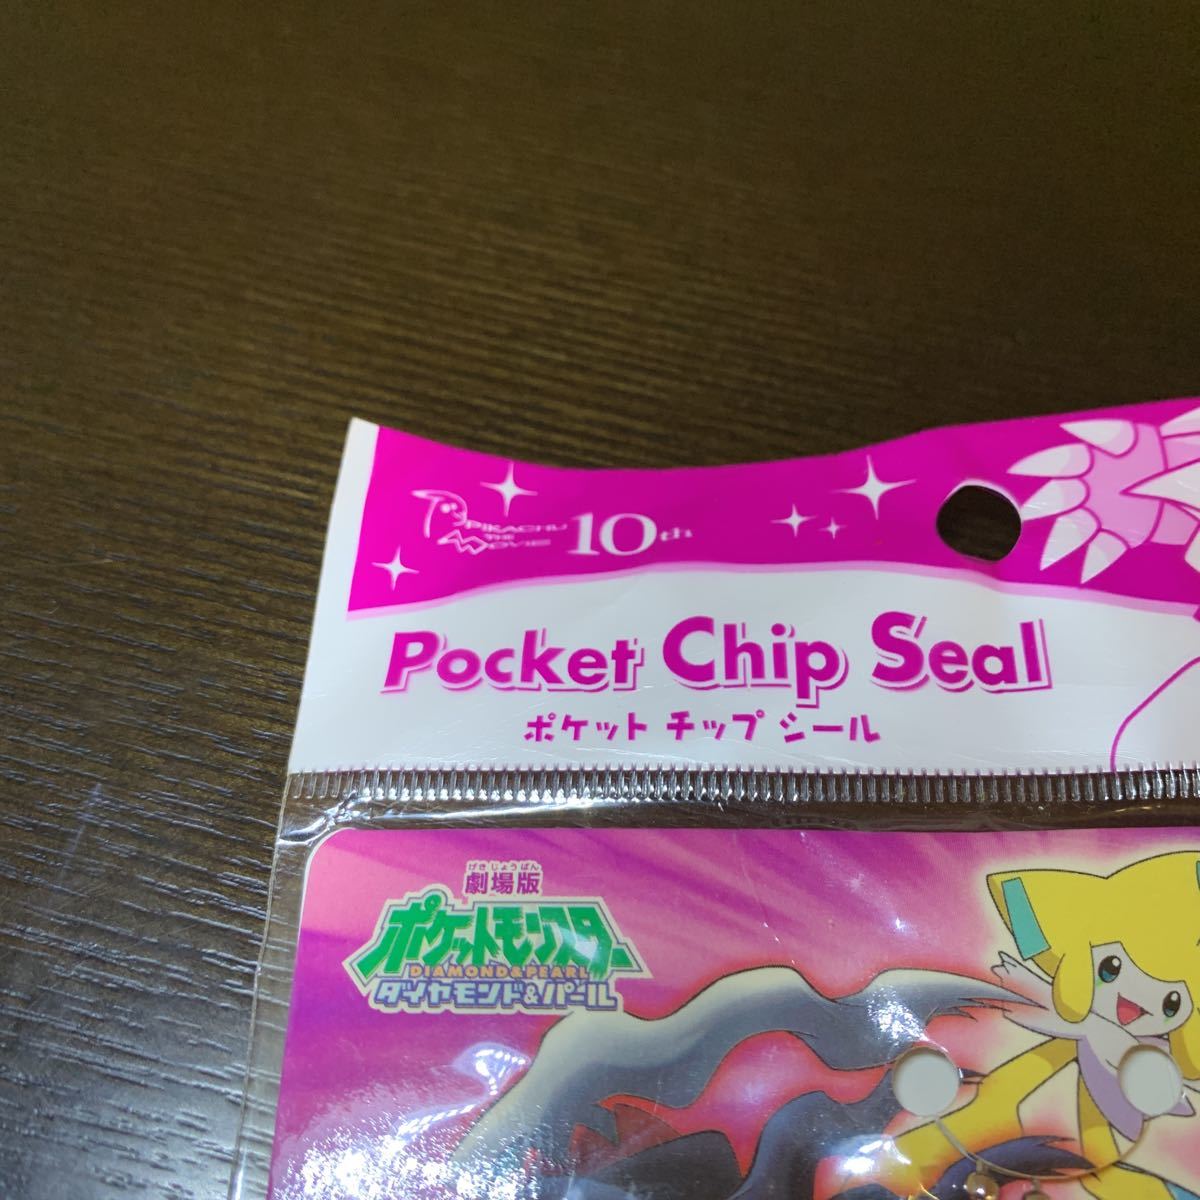 PIKACHU
THE
MOVIE
10th
Pocket Chip Seal
ポケット チップ シール
げきじょうばん
劇場版
ポケットモンスター
DIAMOND&PEARL
ダイヤモンド&パール